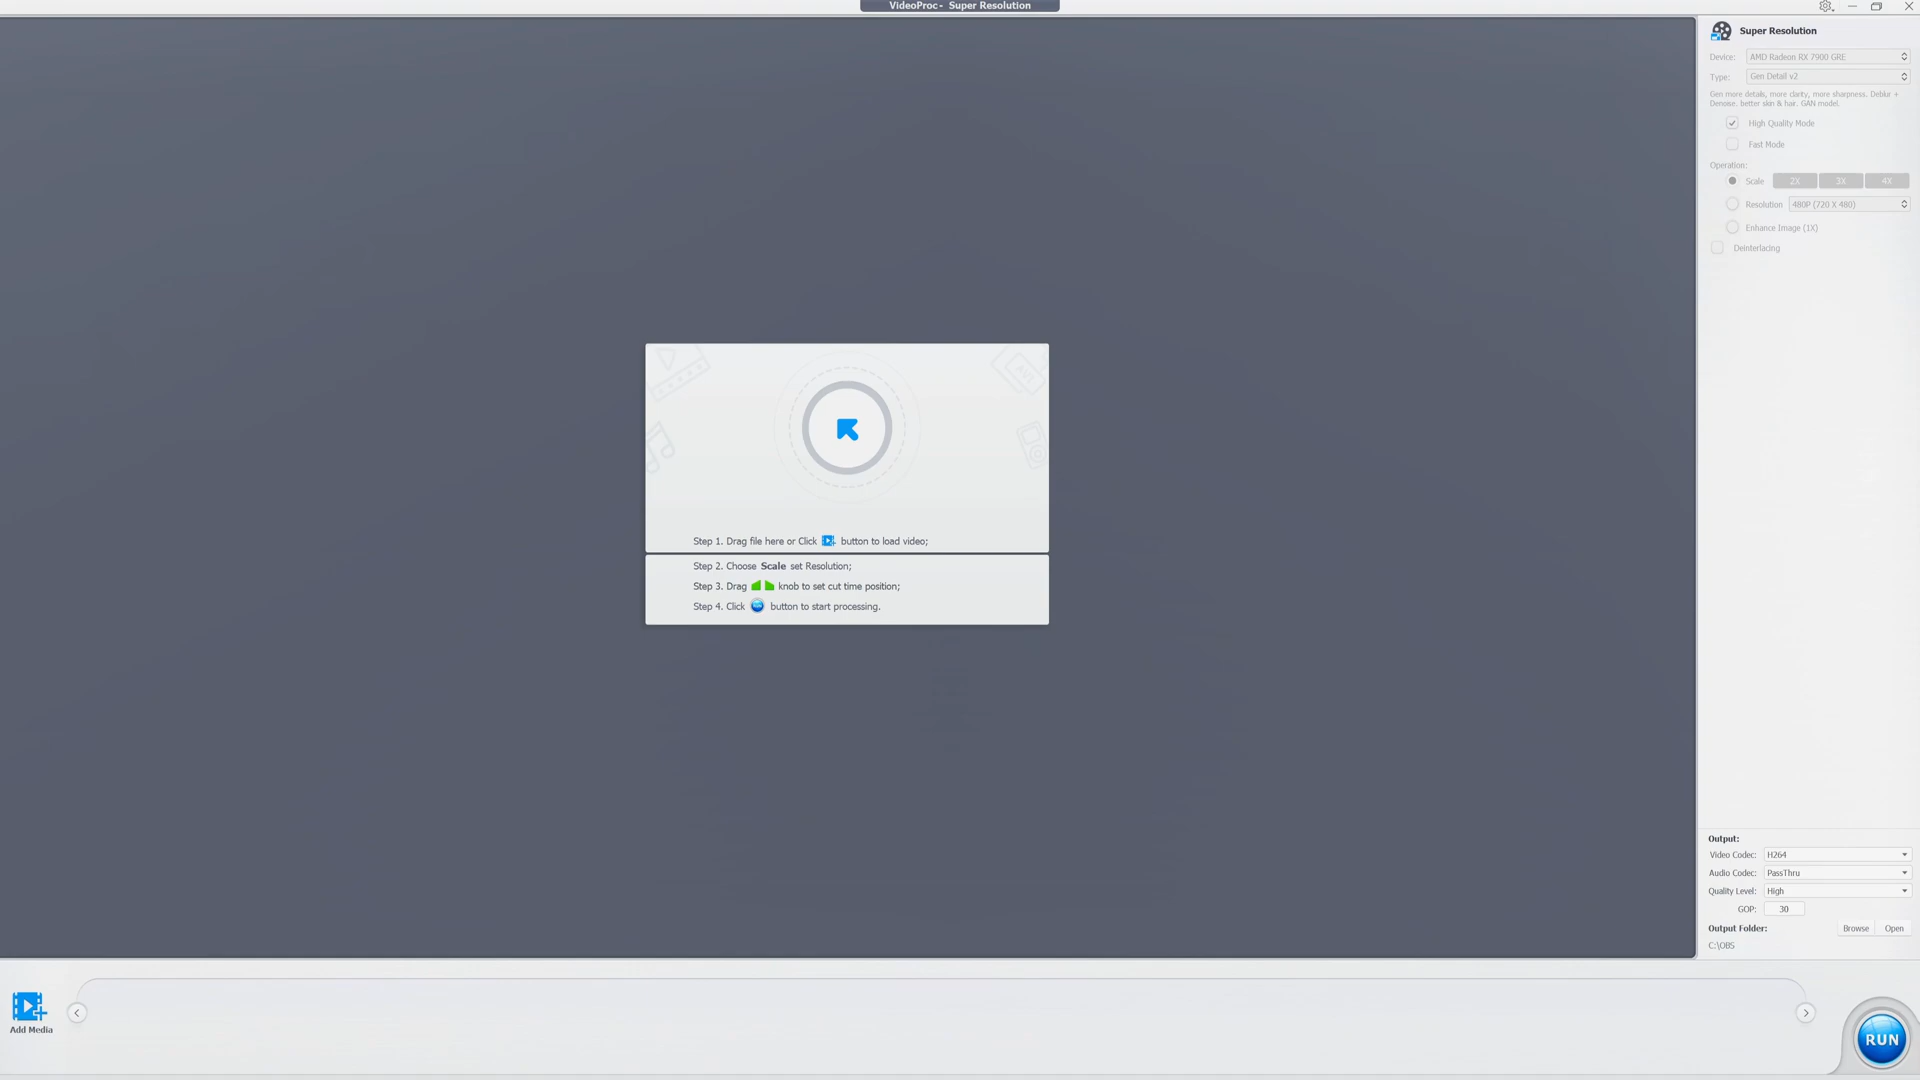 VideoProc - Super Resolution
Super Resolution
Device: AMD Radeon RX 7900 GRE
Type: Gen Detail v2
Gen more details, more clarity, more sharpness. Deblur +
Denoise. better skin & hair. GAN model.
High Quality Mode
Fast Mode
Operation:
Scale 2X 3X 4X
Resolution 480P (720 X 480)
Enhance Image (1X)
Deinterlacing
AVI
Step 1. Drag file here or Click button to load video;
Step 2. Choose Scale set Resolution;
Step 3. Drag knob to set cut time position;
Step 4. Click button to start processing.
Output:
Video Codec: H264
Audio Codec: PassThru
Quality Level: High
GOP: 30
Output Folder: Browse Open
C:\OBS
Add Media
RUN